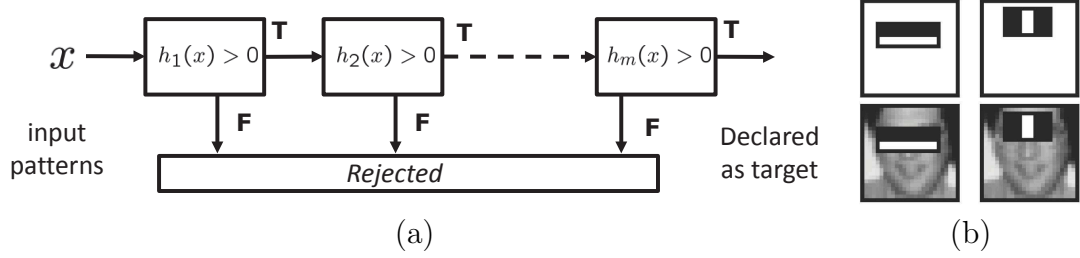 x
input
patterns
h₁(x) > 0
T
F
h₂(x) > 0
T
F
hₘ(x) > 0
T
F
Rejected
Declared
as target
(a)
(b)